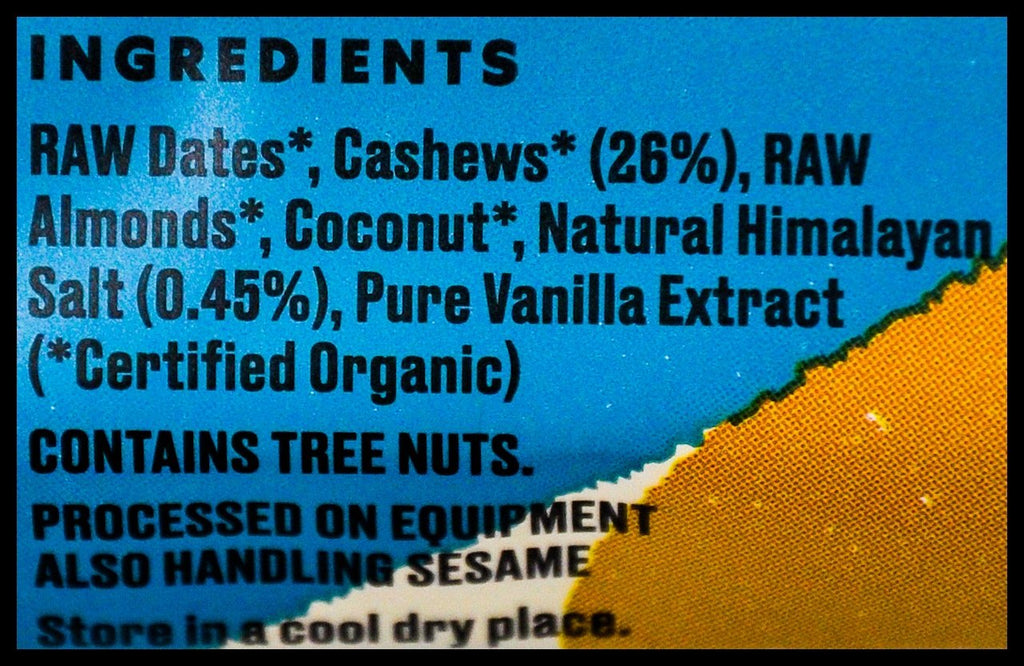 INGREDIENTS
RAW Dates*, Cashews* (26%), RAW
Almonds*, Coconut*, Natural Himalayan
Salt (0.45%), Pure Vanilla Extract
(*Certified Organic)
CONTAINS TREE NUTS.
PROCESSED ON EQUIPMENT
ALSO HANDLING SESAME
Store in a cool dry place.